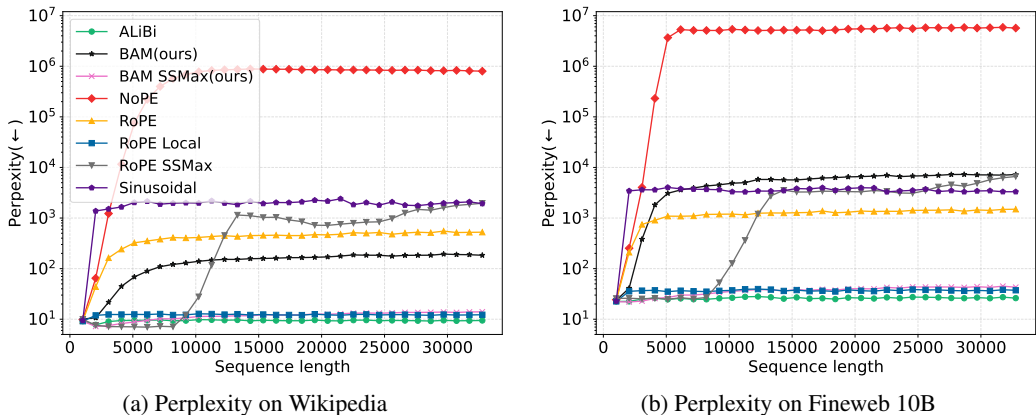 10^7
10^6
10^5
10^4
10^3
10^2
10^1
Perpexity(←)
ALiBi
BAM(ours)
BAM SSMax(ours)
NoPE
RoPE
RoPE Local
RoPE SSMax
Sinusoidal
0 5000 10000 15000 20000 25000 30000
Sequence length
(a) Perplexity on Wikipedia
10^7
10^6
10^5
10^4
10^3
10^2
10^1
Perpexity(←)
0 5000 10000 15000 20000 25000 30000
Sequence length
(b) Perplexity on Fineweb 10B